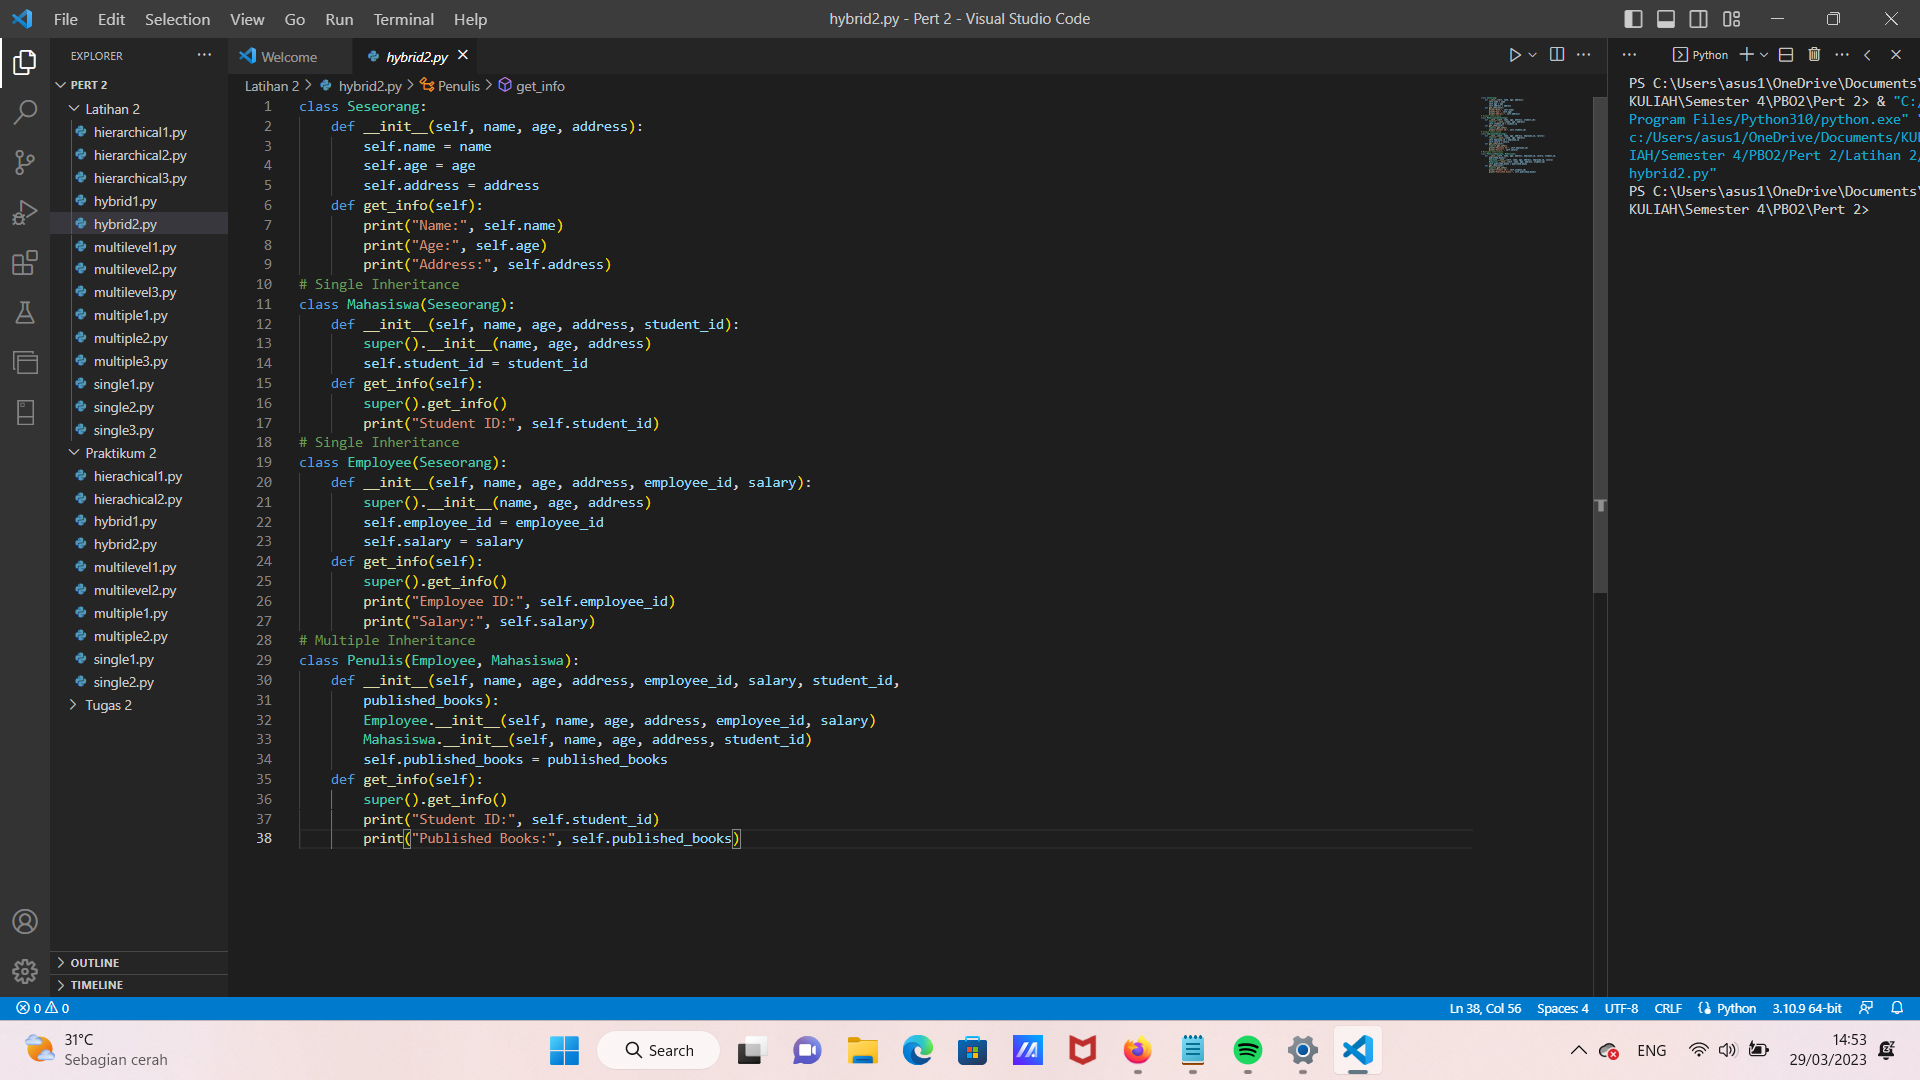 File Edit Selection View Go Run Terminal Help
hybrid2.py - Pert 2 - Visual Studio Code
EXPLORER
PERT 2
Latihan 2
hierarchical1.py
hierarchical2.py
hierarchical3.py
hybrid1.py
hybrid2.py
multilevel1.py
multilevel2.py
multilevel3.py
multiple1.py
multiple2.py
multiple3.py
single1.py
single2.py
single3.py
Praktikum 2
hierachical1.py
hierachical2.py
hybrid1.py
hybrid2.py
multilevel1.py
multilevel2.py
multiple1.py
multiple2.py
single1.py
single2.py
Tugas 2
OUTLINE
TIMELINE
Welcome
hybrid2.py
Latihan 2 > hybrid2.py > Penulis > get_info
1 class Seseorang:
2     def __init__(self, name, age, address):
3         self.name = name
4         self.age = age
5         self.address = address
6     def get_info(self):
7         print("Name:", self.name)
8         print("Age:", self.age)
9         print("Address:", self.address)
10 # Single Inheritance
11 class Mahasiswa(Seseorang):
12     def __init__(self, name, age, address, student_id):
13         super().__init__(name, age, address)
14         self.student_id = student_id
15     def get_info(self):
16         super().get_info()
17         print("Student ID:", self.student_id)
18 # Single Inheritance
19 class Employee(Seseorang):
20     def __init__(self, name, age, address, employee_id, salary):
21         super().__init__(name, age, address)
22         self.employee_id = employee_id
23         self.salary = salary
24     def get_info(self):
25         super().get_info()
26         print("Employee ID:", self.employee_id)
27         print("Salary:", self.salary)
28 # Multiple Inheritance
29 class Penulis(Employee, Mahasiswa):
30     def __init__(self, name, age, address, employee_id, salary, student_id,
31         published_books):
32         Employee.__init__(self, name, age, address, employee_id, salary)
33         Mahasiswa.__init__(self, name, age, address, student_id)
34         self.published_books = published_books
35     def get_info(self):
36         super().get_info()
37         print("Student ID:", self.student_id)
38         print("Published Books:", self.published_books)
Python
PS C:\Users\asus1\OneDrive\Documents\
KULIAH\Semester 4\PBO2\Pert 2> & "C:/
Program Files/Python310/python.exe" "
c:/Users/asus1/OneDrive/Documents/KUL
IAH/Semester 4/PBO2/Pert 2/Latihan 2/
hybrid2.py"
PS C:\Users\asus1\OneDrive\Documents\
KULIAH\Semester 4\PBO2\Pert 2>
0 0
Ln 38, Col 56 Spaces: 4 UTF-8 CRLF Python 3.10.9 64-bit
31°C
Sebagian cerah
Search
ENG
14:53
29/03/2023